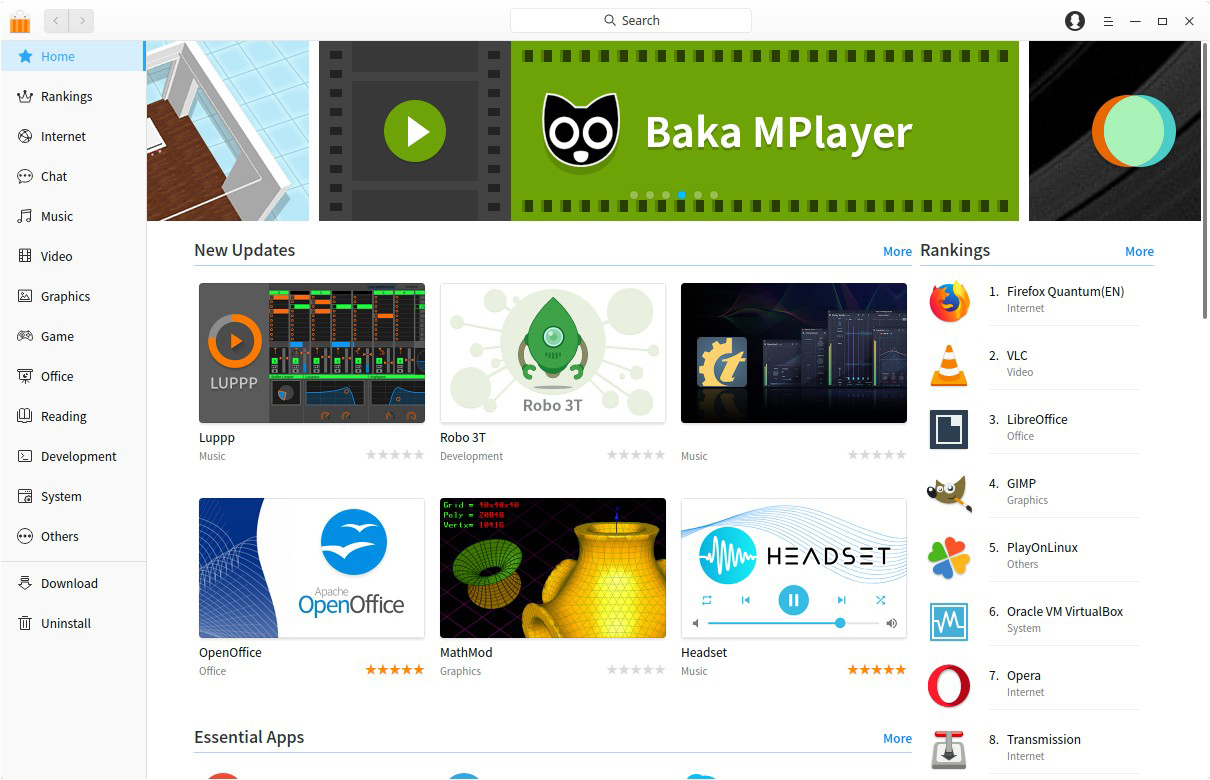 Search
Home
Rankings
Internet
Chat
Music
Video
Graphics
Game
Office
Reading
Development
System
Others
Download
Uninstall
Baka MPlayer
New Updates
More
LUPPP
Luppp
Music
Robo 3T
Robo 3T
Development
Music
Apache
OpenOffice
OpenOffice
Office
Grid = 40x40x40
MathMod
Graphics
HEADSET
Headset
Music
Essential Apps
More
Rankings
More
1. Firefox Quantum(EN)
Internet
2. VLC
Video
3. LibreOffice
Office
4. GIMP
Graphics
5. PlayOnLinux
Others
6. Oracle VM VirtualBox
System
7. Opera
Internet
8. Transmission
Internet